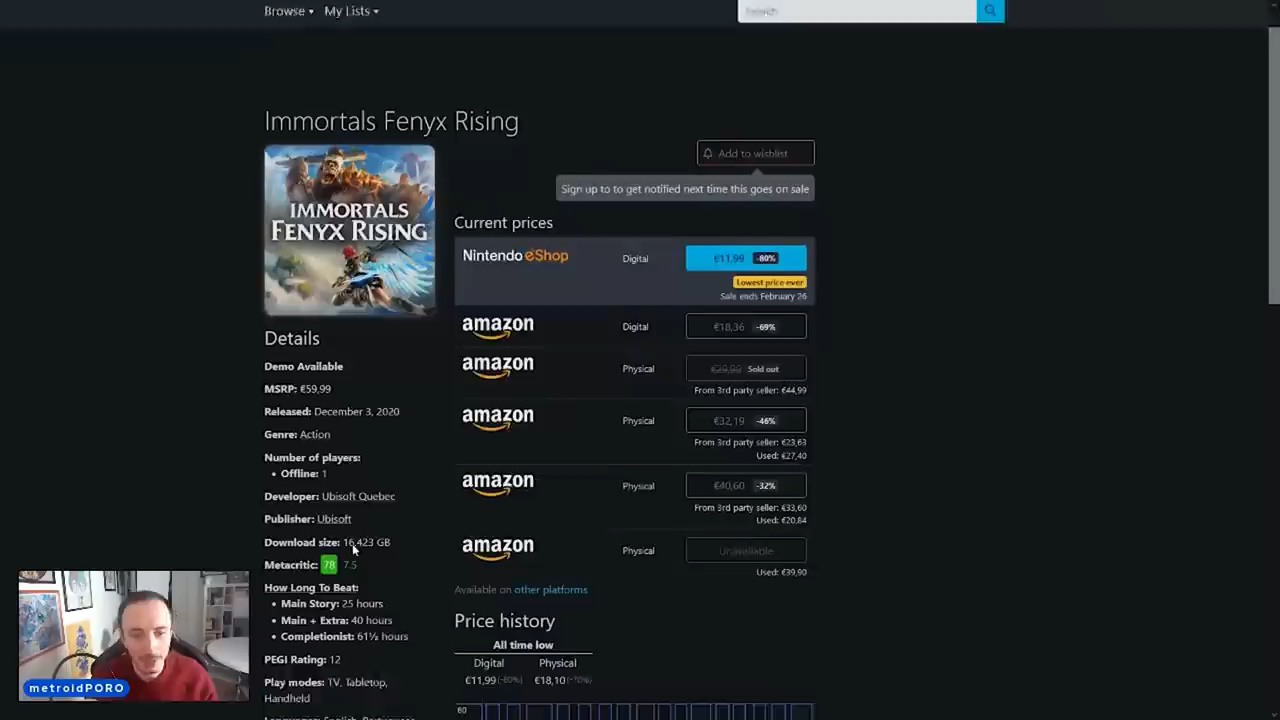 Browse ▾ My Lists ▾
Search
Immortals Fenyx Rising
Add to wishlist
Sign up to to get notified next time this goes on sale
IMMORTALS
FENYX RISING
Current prices
Nintendo eShop Digital €11,99 -80%
Lowest price ever
Sale ends February 26
amazon Digital €18,36 -69%
amazon Physical €39,99 Sold out
From 3rd party seller: €44,99
amazon Physical €32,19 -46%
From 3rd party seller: €23,63
Used: €27,40
amazon Physical €40,60 -32%
From 3rd party seller: €33,60
Used: €20,84
amazon Physical Unavailable
Used: €39,90
Available on other platforms
Price history
All time low
Digital Physical
€11,99 (-80%) €18,10 (-70%)
60
Details
Demo Available
MSRP: €59,99
Released: December 3, 2020
Genre: Action
Number of players:
• Offline: 1
Developer: Ubisoft Quebec
Publisher: Ubisoft
Download size: 16,423 GB
Metacritic: 78 7.5
How Long To Beat:
• Main Story: 25 hours
• Main + Extra: 40 hours
• Completionist: 61½ hours
PEGI Rating: 12
Play modes: TV, Tabletop,
Handheld
metroidPORO